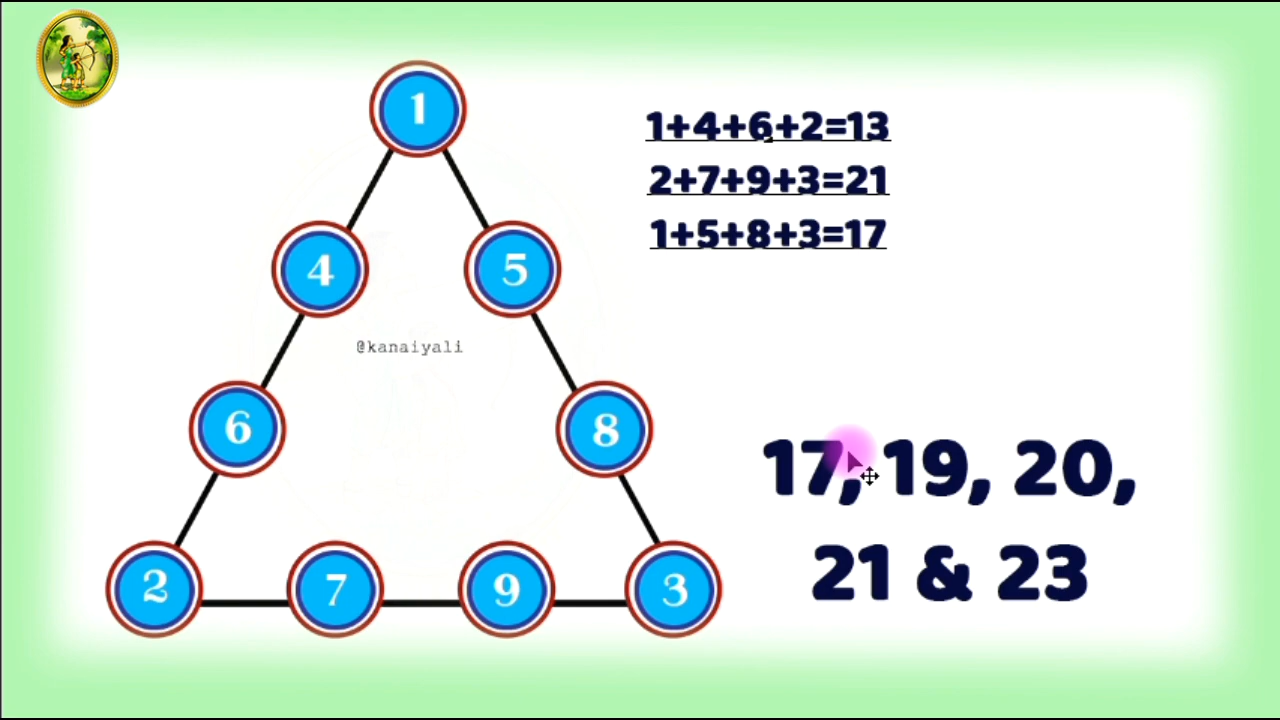 1
1+4+6+2=13
2+7+9+3=21
1+5+8+3=17
4 5
@kanaiyali
6 8
17, 19, 20,
21 & 23
2 7 9 3